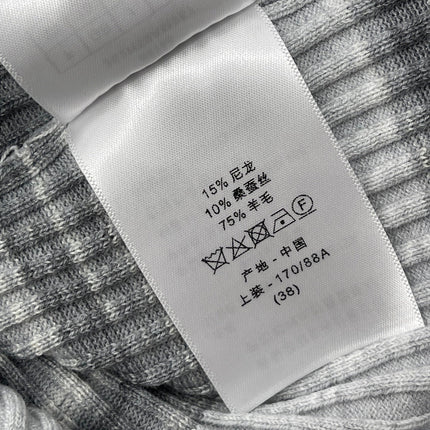 15% 尼龙
10% 桑蚕丝
75% 羊毛
F
产地 - 中国
上装 - 170/88A
(38)